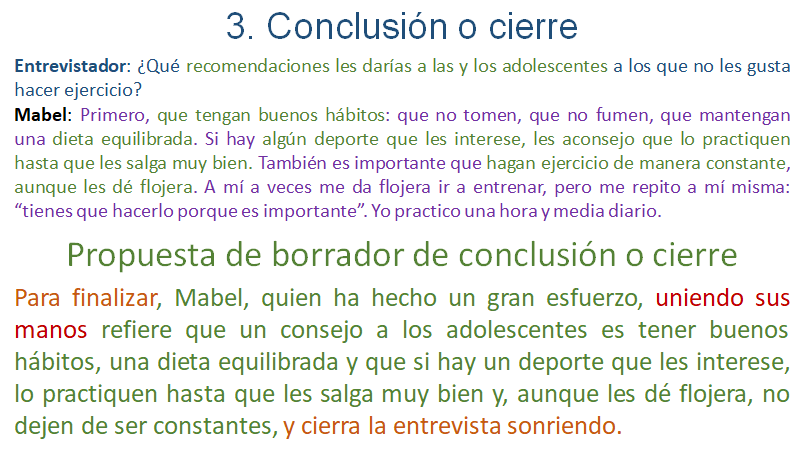 3. Conclusión o cierre
Entrevistador: ¿Qué recomendaciones les darías a las y los adolescentes a los que no les gusta
hacer ejercicio?
Mabel: Primero, que tengan buenos hábitos: que no tomen, que no fumen, que mantengan
una dieta equilibrada. Si hay algún deporte que les interese, les aconsejo que lo practiquen
hasta que les salga muy bien. También es importante que hagan ejercicio de manera constante,
aunque les dé flojera. A mí a veces me da flojera ir a entrenar, pero me repito a mí misma:
“tienes que hacerlo porque es importante”. Yo practico una hora y media diario.
Propuesta de borrador de conclusión o cierre
Para finalizar, Mabel, quien ha hecho un gran esfuerzo, uniendo sus
manos refiere que un consejo a los adolescentes es tener buenos
hábitos, una dieta equilibrada y que si hay un deporte que les interese,
lo practiquen hasta que les salga muy bien y, aunque les dé flojera, no
dejen de ser constantes, y cierra la entrevista sonriendo.